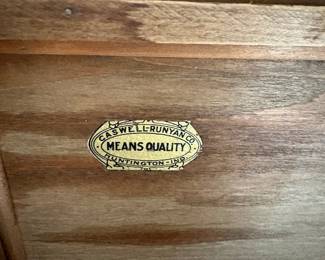 CASWELL-RUNYAN CO.
MEANS QUALITY
HUNTINGTON-IND.